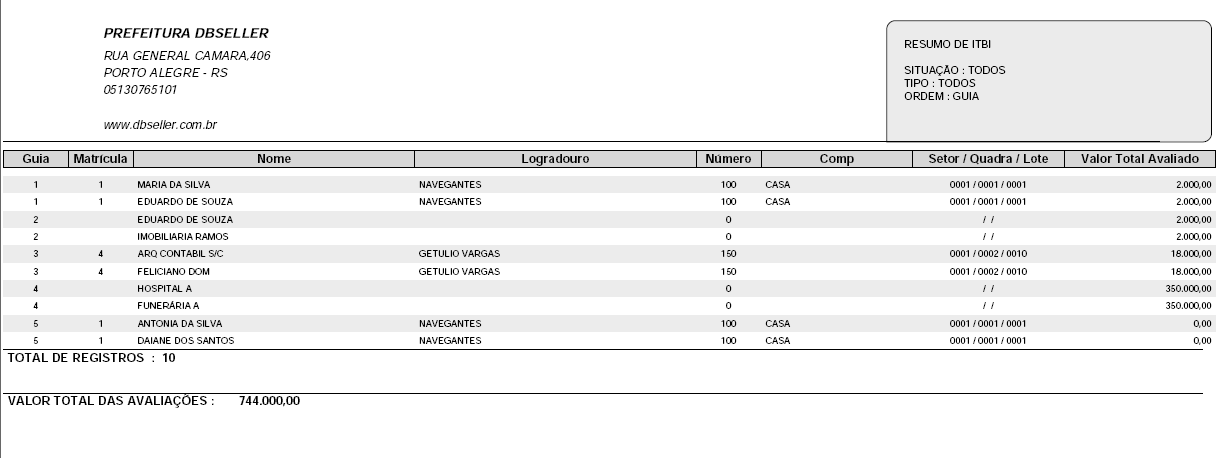 PREFEITURA DBSELLER
RUA GENERAL CAMARA,406
PORTO ALEGRE - RS
05130765101
www.dbseller.com.br
RESUMO DE ITBI
SITUAÇÃO : TODOS
TIPO : TODOS
ORDEM : GUIA
Guia Matrícula Nome Logradouro Número Comp Setor / Quadra / Lote Valor Total Avaliado
1 1 MARIA DA SILVA NAVEGANTES 100 CASA 0001 / 0001 / 0001 2.000,00
1 1 EDUARDO DE SOUZA NAVEGANTES 100 CASA 0001 / 0001 / 0001 2.000,00
2 EDUARDO DE SOUZA 0 / / 2.000,00
2 IMOBILIARIA RAMOS 0 / / 2.000,00
3 4 ARQ CONTABIL S/C GETULIO VARGAS 150 0001 / 0002 / 0010 18.000,00
3 4 FELICIANO DOM GETULIO VARGAS 150 0001 / 0002 / 0010 18.000,00
4 HOSPITAL A 0 / / 350.000,00
4 FUNERÁRIA A 0 / / 350.000,00
5 1 ANTONIA DA SILVA NAVEGANTES 100 CASA 0001 / 0001 / 0001 0,00
5 1 DAIANE DOS SANTOS NAVEGANTES 100 CASA 0001 / 0001 / 0001 0,00
TOTAL DE REGISTROS : 10
VALOR TOTAL DAS AVALIAÇÕES : 744.000,00